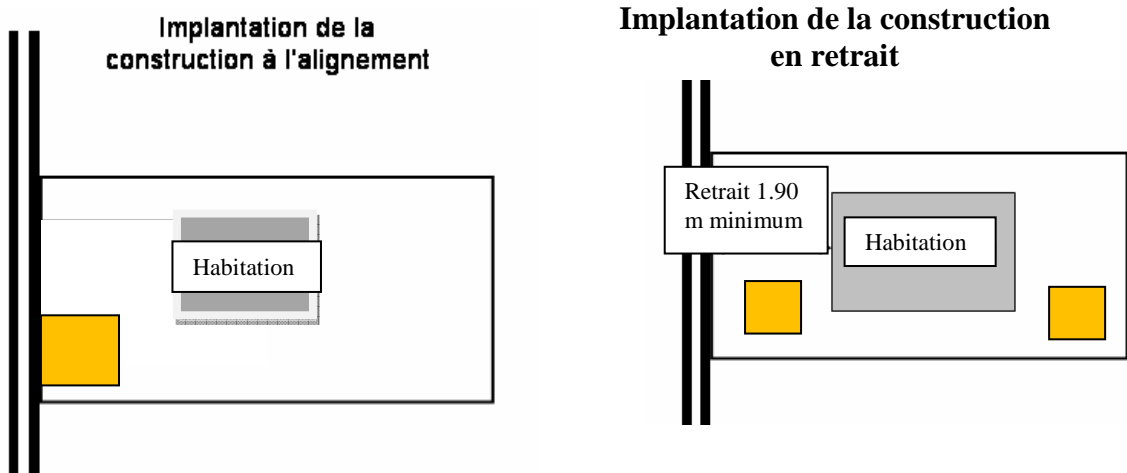 Implantation de la
construction à l'alignement
Habitation
Implantation de la construction
en retrait
Retrait 1.90
m minimum
Habitation